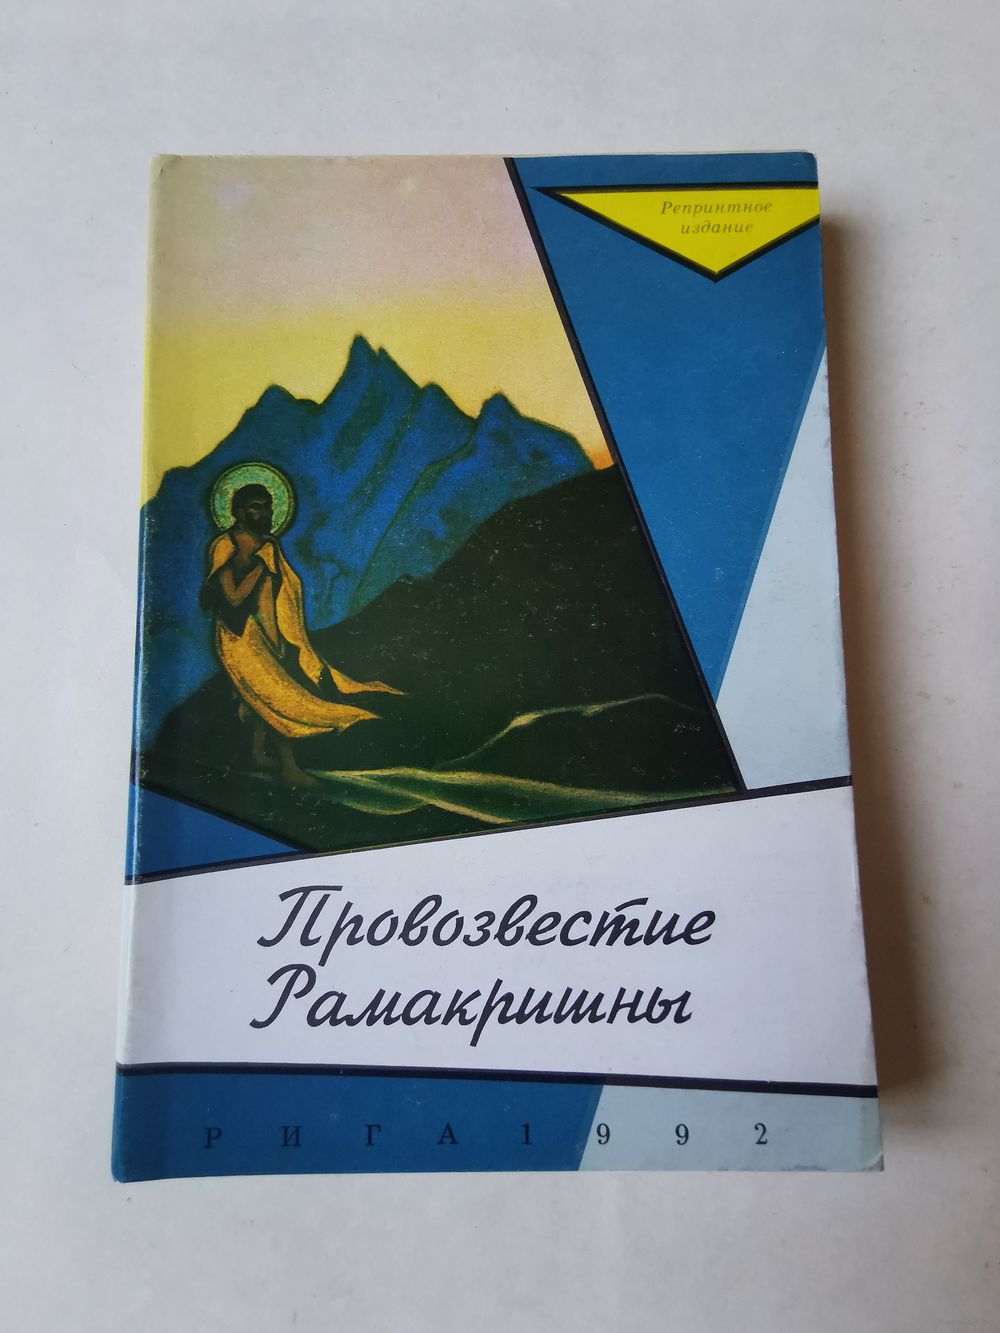 Репринтное
издание
Провозвестие
Рамакришны
РИГА 1992